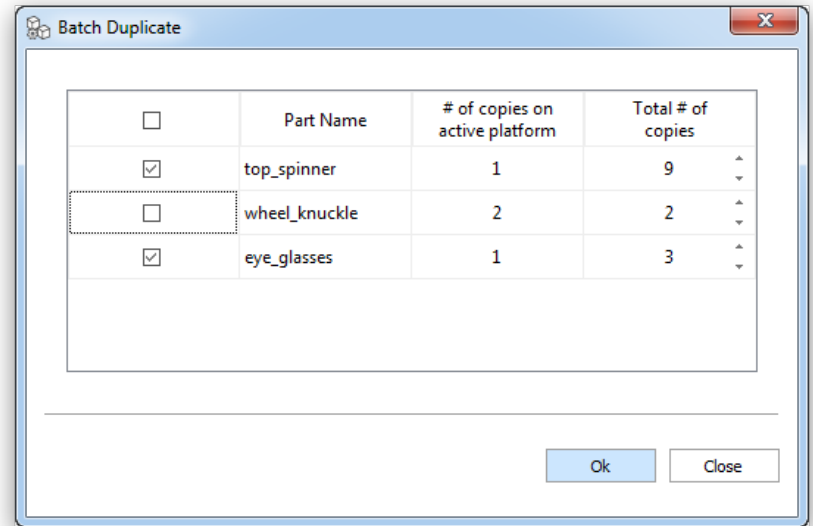 Batch Duplicate
Part Name
# of copies on
active platform
Total # of
copies
top_spinner 1 9
wheel_knuckle 2 2
eye_glasses 1 3
Ok Close